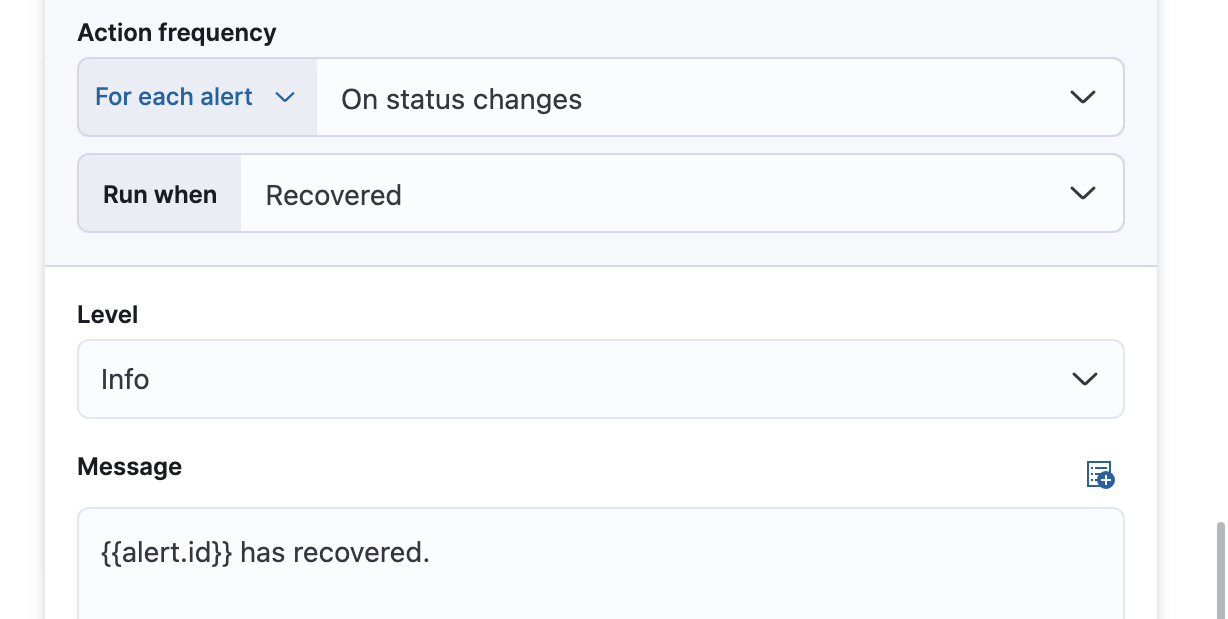 Action frequency
For each alert
On status changes
Run when
Recovered
Level
Info
Message
{{alert.id}} has recovered.